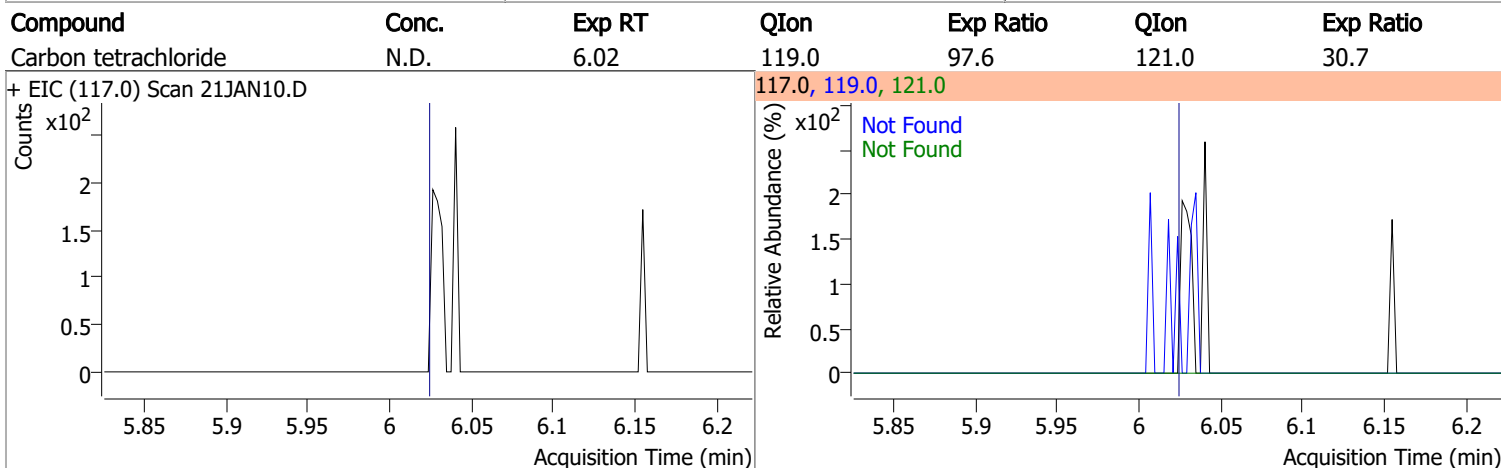 Compound Conc. Exp RT QIon Exp Ratio QIon Exp Ratio
Carbon tetrachloride N.D. 6.02 119.0 97.6 121.0 30.7
+ EIC (117.0) Scan 21JAN10.D
Counts
x10²
2
1.5
1
0.5
0
5.85 5.9 5.95 6 6.05 6.1 6.15 6.2
Acquisition Time (min)
117.0, 119.0, 121.0
Relative Abundance (%)
x10²
Not Found
Not Found
2
1.5
1
0.5
0
5.85 5.9 5.95 6 6.05 6.1 6.15 6.2
Acquisition Time (min)